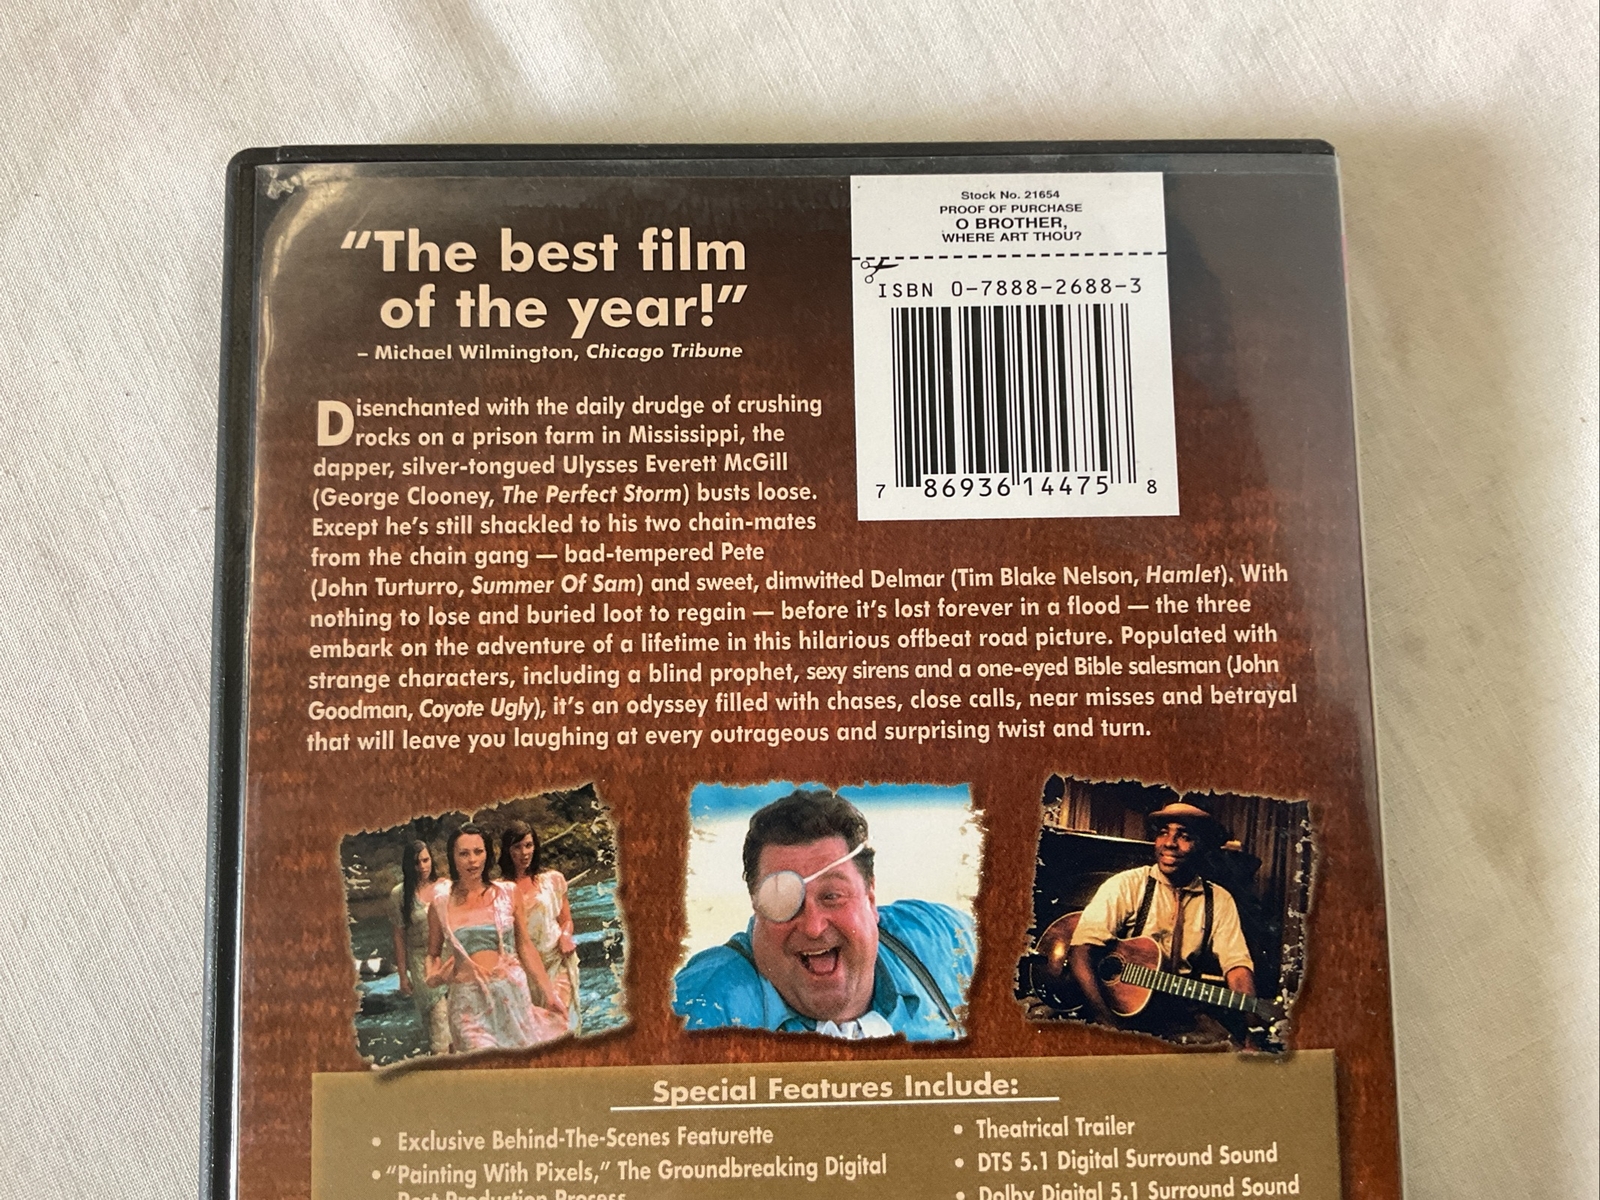 Stock No. 21654
PROOF OF PURCHASE
O BROTHER,
WHERE ART THOU?
ISBN 0-7888-2688-3
7 86936 14475 8
“The best film
of the year!”
– Michael Wilmington, Chicago Tribune
Disenchanted with the daily drudge of crushing
rocks on a prison farm in Mississippi, the
dapper, silver-tongued Ulysses Everett McGill
(George Clooney, The Perfect Storm) busts loose.
Except he's still shackled to his two chain-mates
from the chain gang — bad-tempered Pete
(John Turturro, Summer Of Sam) and sweet, dimwitted Delmar (Tim Blake Nelson, Hamlet). With
nothing to lose and buried loot to regain — before it's lost forever in a flood — the three
embark on the adventure of a lifetime in this hilarious offbeat road picture. Populated with
strange characters, including a blind prophet, sexy sirens and a one-eyed Bible salesman (John
Goodman, Coyote Ugly), it's an odyssey filled with chases, close calls, near misses and betrayal
that will leave you laughing at every outrageous and surprising twist and turn.
Special Features Include:
• Exclusive Behind-The-Scenes Featurette
• “Painting With Pixels,” The Groundbreaking Digital
Post Production Process
• Theatrical Trailer
• DTS 5.1 Digital Surround Sound
• Dolby Digital 5.1 Surround Sound